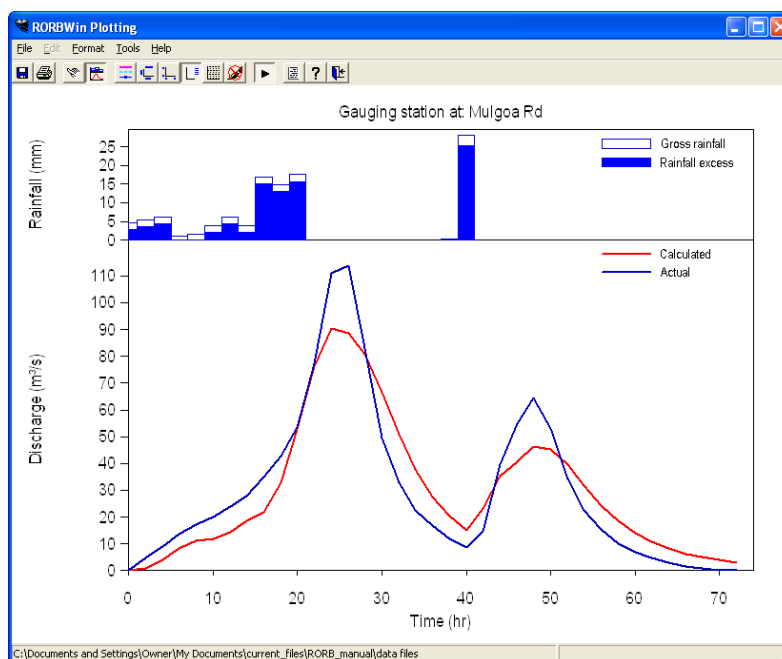 RORBWin Plotting
File Edit Format Tools Help
Gauging station at: Mulgoa Rd
Rainfall (mm)
25
20
15
10
5
0
Gross rainfall
Rainfall excess
Discharge (m³/s)
110
100
90
80
70
60
50
40
30
20
10
0
Calculated
Actual
0 10 20 30 40 50 60 70
Time (hr)
C:\Documents and Settings\Owner\My Documents\current_files\RORB_manual\data files